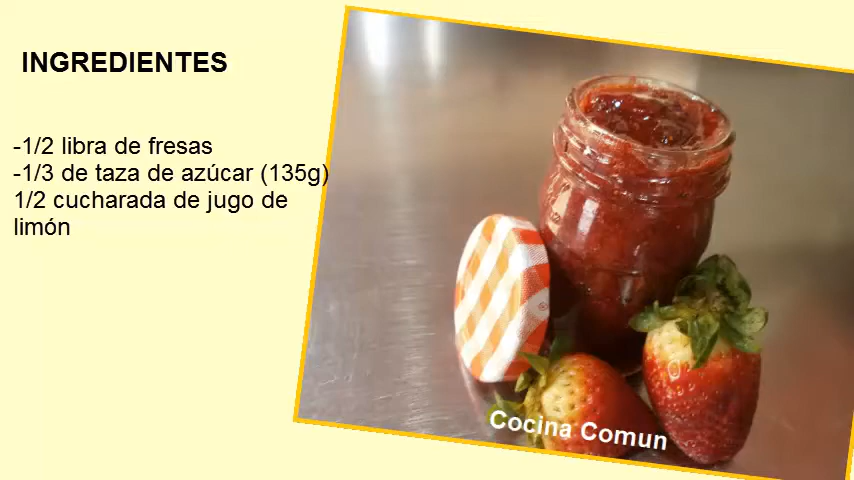 INGREDIENTES
-1/2 libra de fresas
-1/3 de taza de azúcar (135g)
1/2 cucharada de jugo de
limón
Cocina Comun